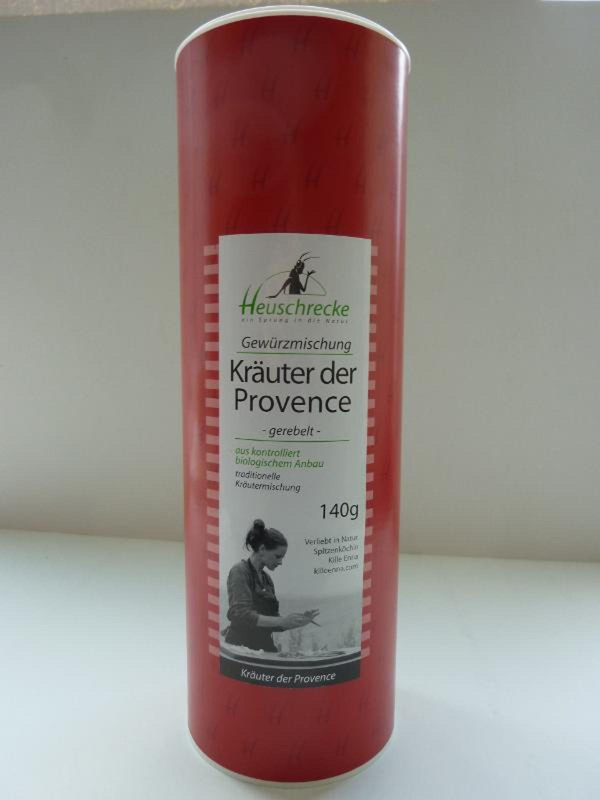 Heuschrecke
ein Sprung in die Natur
Gewürzmischung
Kräuter der
Provence
- gerebelt -
aus kontrolliert
biologischem Anbau
traditionelle
Kräutermischung
140g
Verliebt in Natur
Spitzenköchin
Kille Enna
killeenna.com
Kräuter der Provence